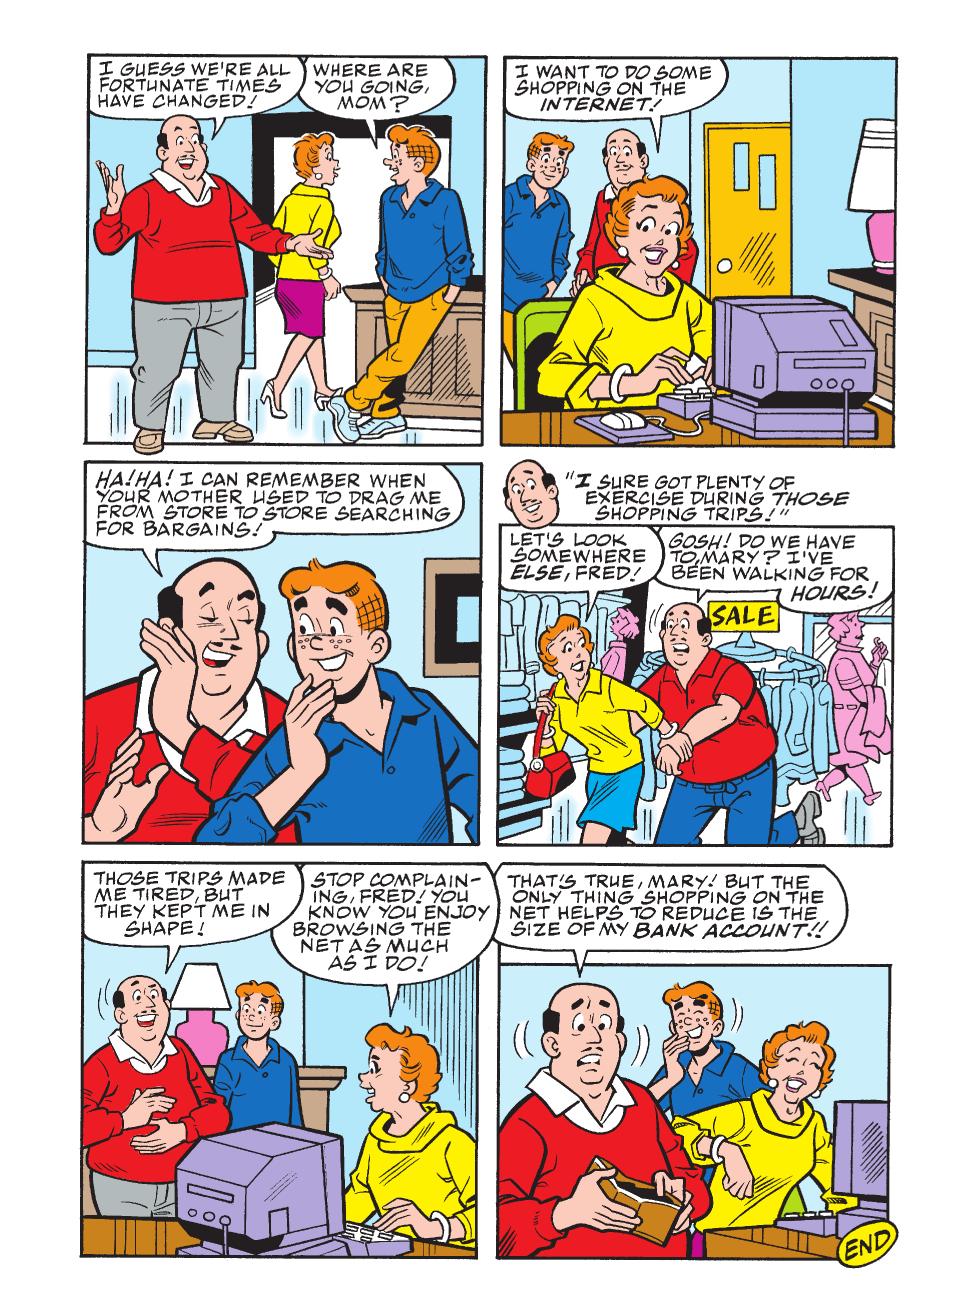 I GUESS WE'RE ALL
FORTUNATE TIMES
HAVE CHANGED!
WHERE ARE
YOU GOING,
MOM?
I WANT TO DO SOME
SHOPPING ON THE
INTERNET!
HA! HA! I CAN REMEMBER WHEN
YOUR MOTHER USED TO DRAG ME
FROM STORE TO STORE SEARCHING
FOR BARGAINS!
"I SURE GOT PLENTY OF
EXERCISE DURING THOSE
SHOPPING TRIPS!"
LET'S LOOK
SOMEWHERE
ELSE, FRED!
GOSH! DO WE HAVE
TO, MARY? I'VE
BEEN WALKING FOR
HOURS!
SALE
THOSE TRIPS MADE
ME TIRED, BUT
THEY KEPT ME IN
SHAPE!
STOP COMPLAIN-
ING, FRED! YOU
KNOW YOU ENJOY
BROWSING THE
NET AS MUCH
AS I DO!
THAT'S TRUE, MARY! BUT THE
ONLY THING SHOPPING ON THE
NET HELPS TO REDUCE IS THE
SIZE OF MY BANK ACCOUNT!!
END